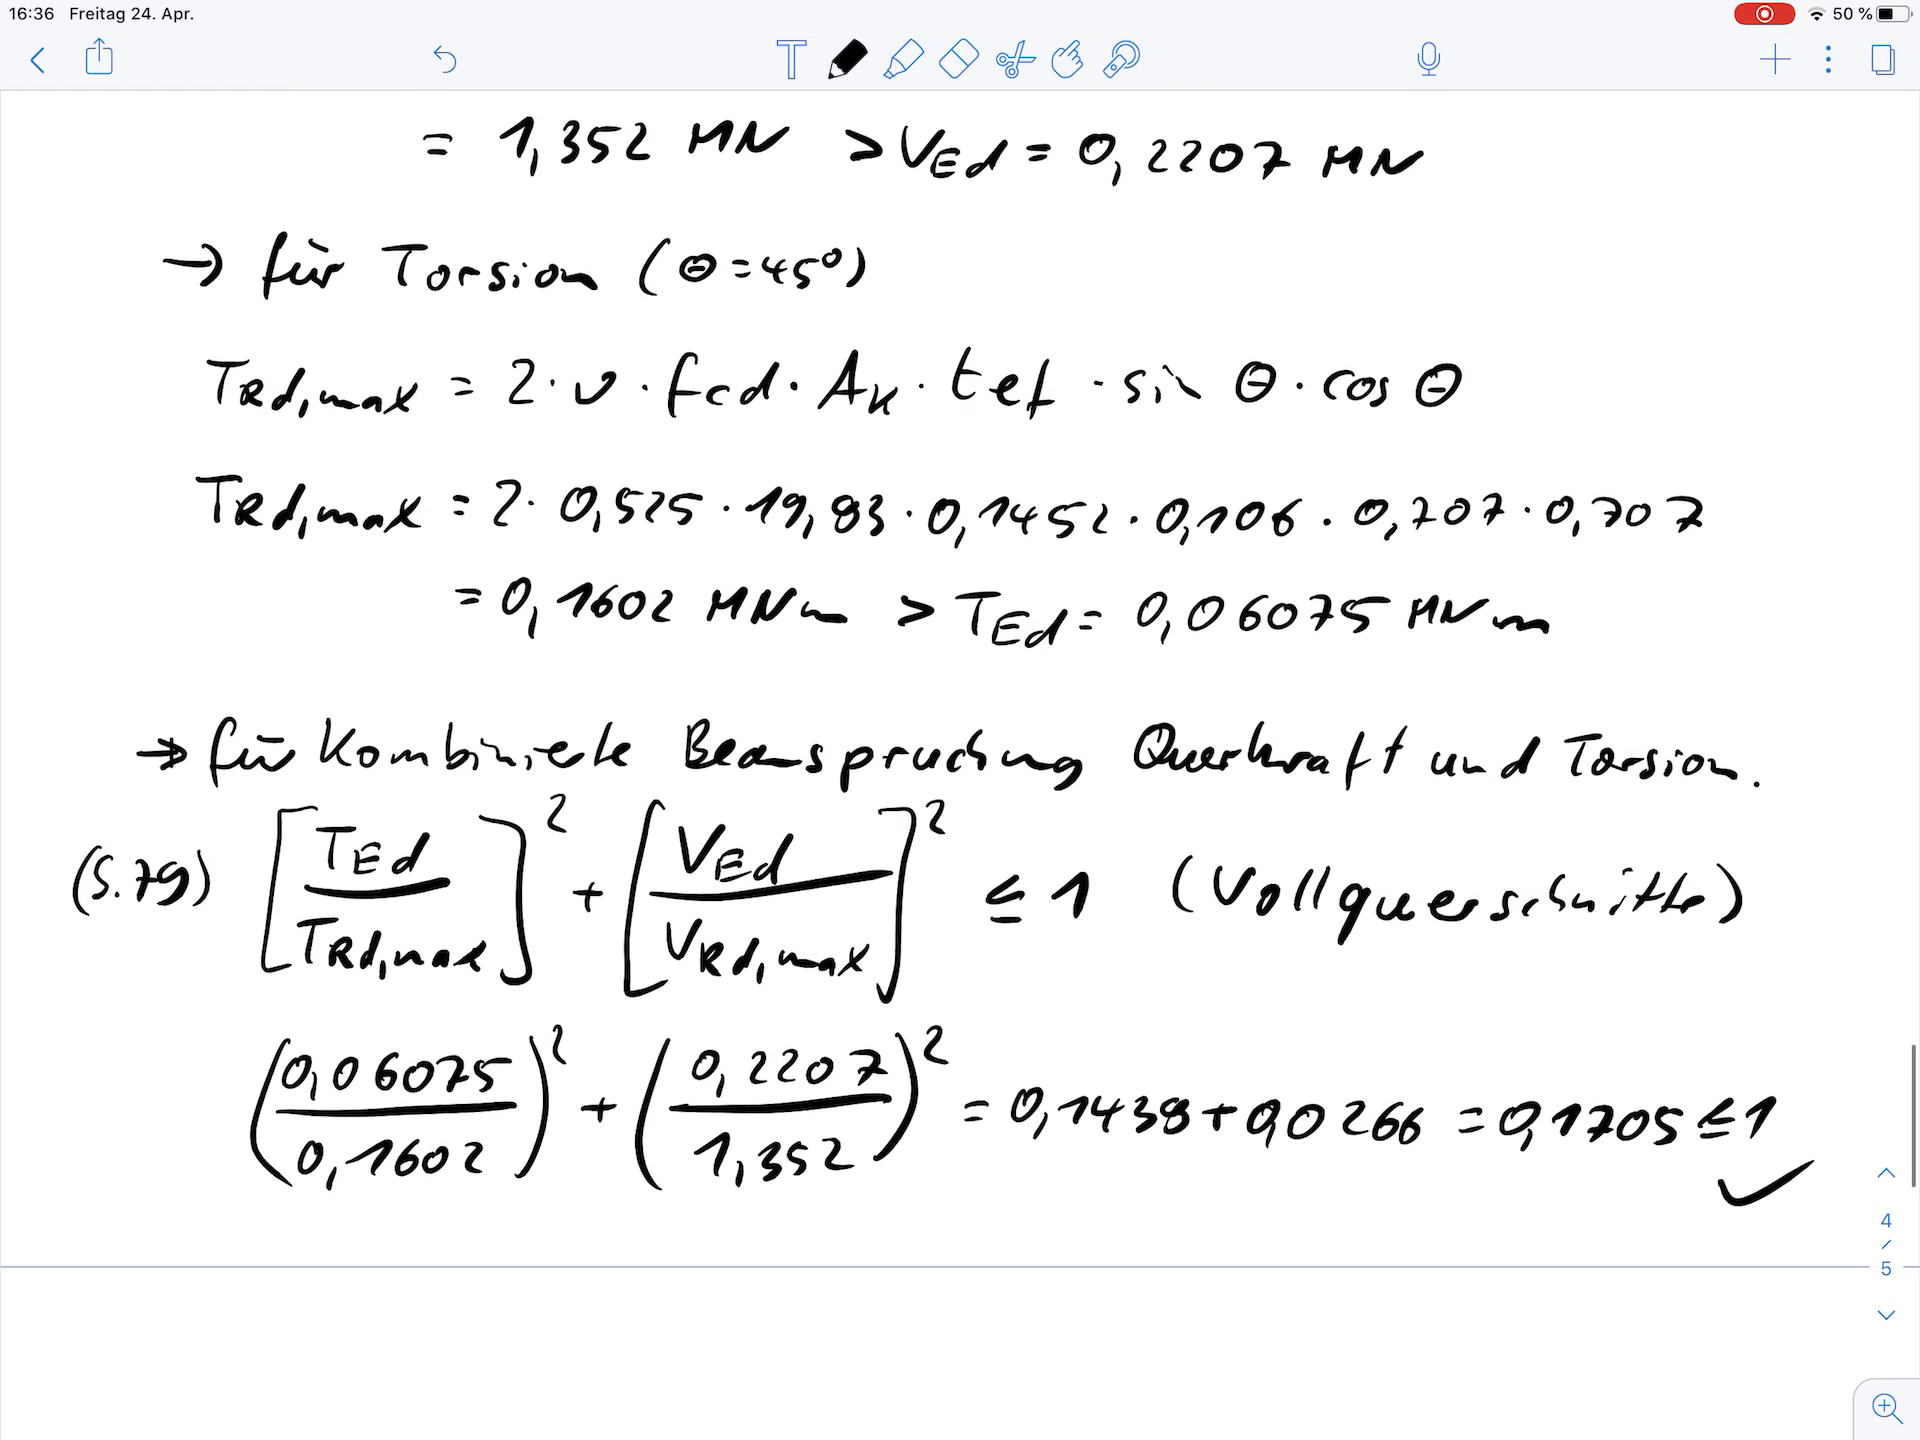 16:36 Freitag 24. Apr. 50 %
= 1,352 MN > VEd = 0,2207 MN
→ für Torsion (Θ = 45°)
TRd,max = 2 · ν · fcd · AK · tef · sin Θ · cos Θ
TRd,max = 2 · 0,525 · 19,83 · 0,1452 · 0,106 · 0,707 · 0,707
= 0,1602 MNm > TEd = 0,06075 MNm
→ für Kombinierte Beanspruchung Querkraft und Torsion.
(5.79) [TEd / TRd,max]² + [VEd / VRd,max]² ≤ 1 (Vollquerschnitte)
(0,06075 / 0,1602)² + (0,2207 / 1,352)² = 0,1438 + 0,0266 = 0,1705 ≤ 1 ✓
4
/
5